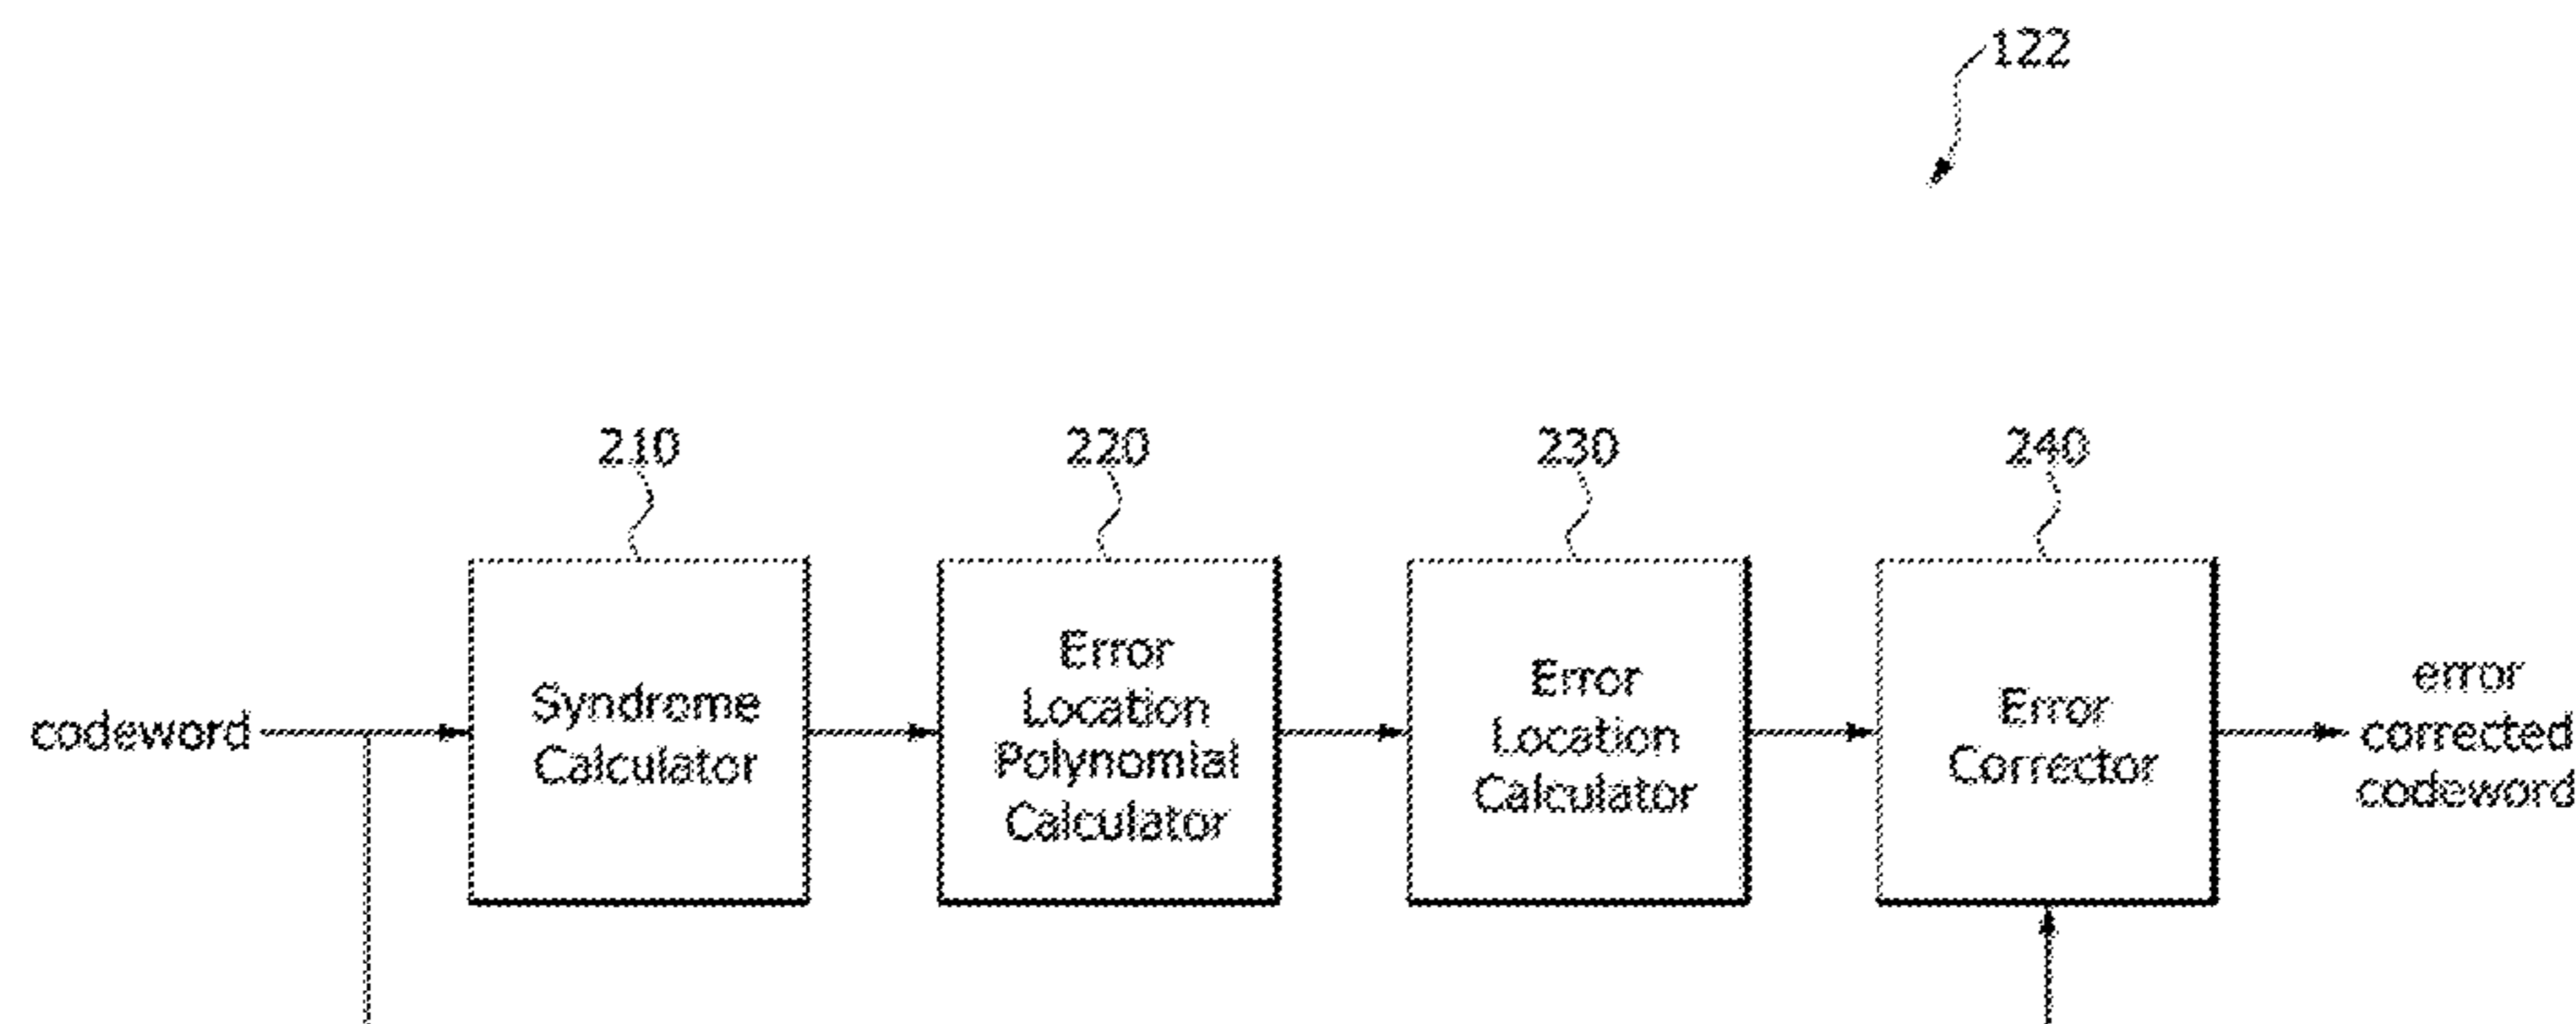 122
210
220
230
240
codeword
Syndrome
Calculator
Error
Location
Polynomial
Calculator
Error
Location
Calculator
Error
Corrector
error
corrected
codeword